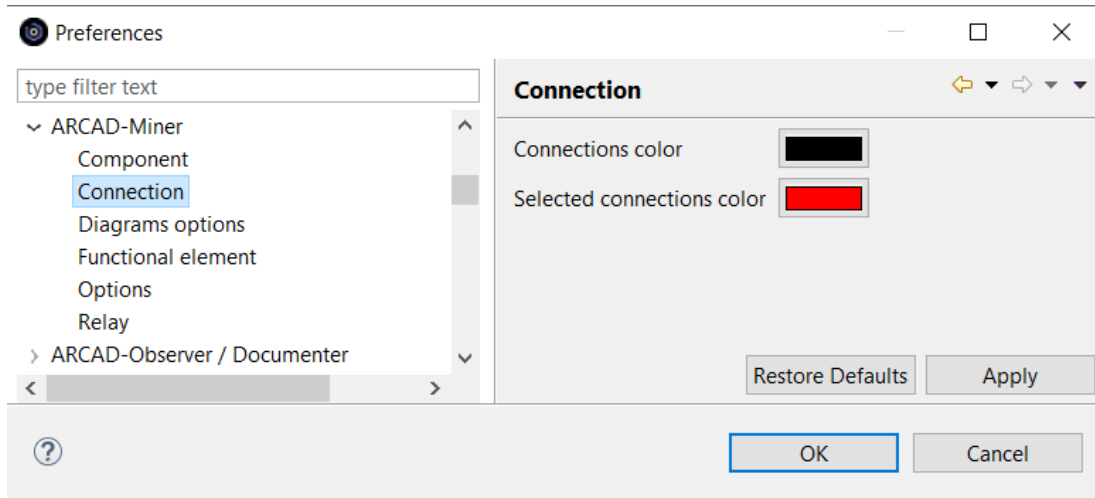 Preferences
type filter text
ARCAD-Miner
Component
Connection
Diagrams options
Functional element
Options
Relay
ARCAD-Observer / Documenter
Connection
Connections color
Selected connections color
Restore Defaults
Apply
?
OK
Cancel